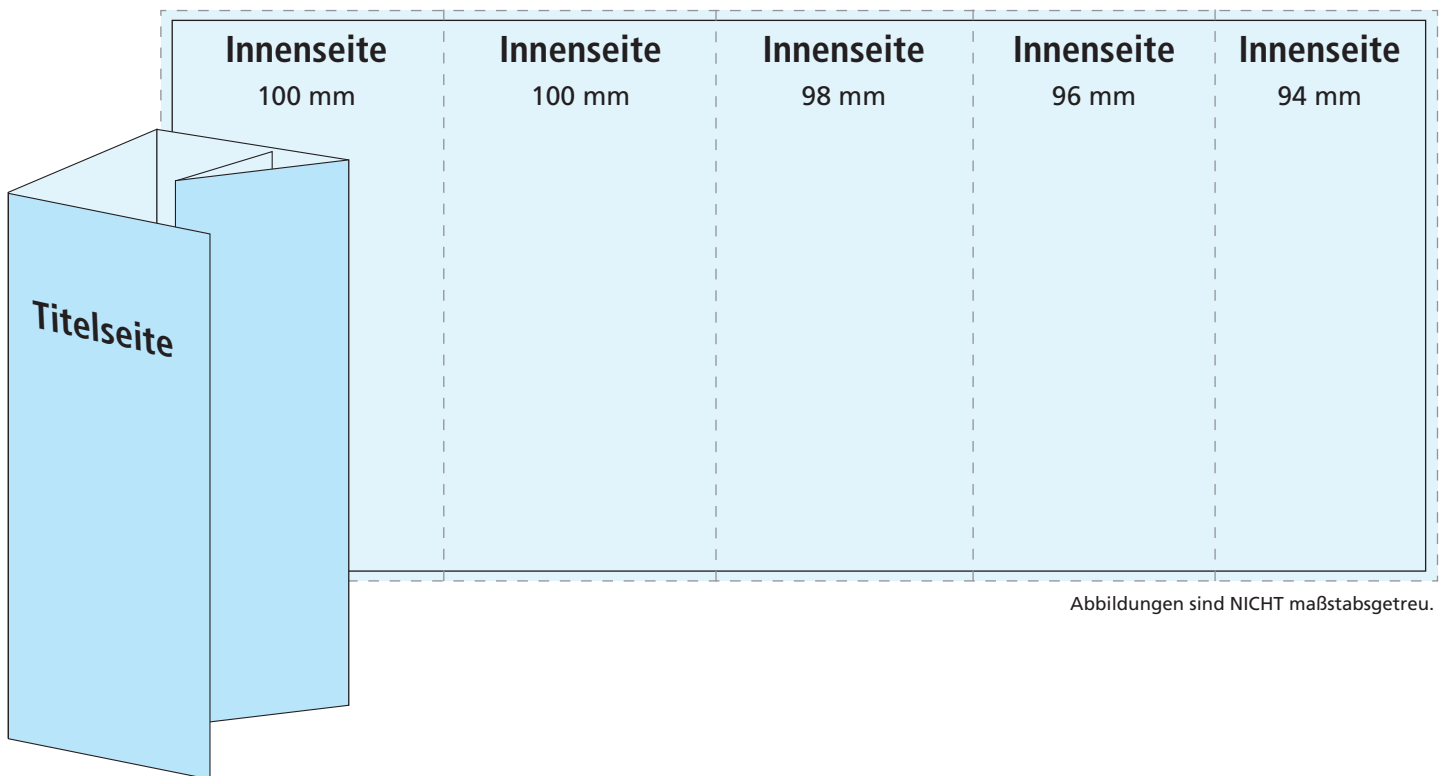 Innenseite Innenseite Innenseite Innenseite Innenseite
100 mm 100 mm 98 mm 96 mm 94 mm
Titelseite
Abbildungen sind NICHT maßstabsgetreu.